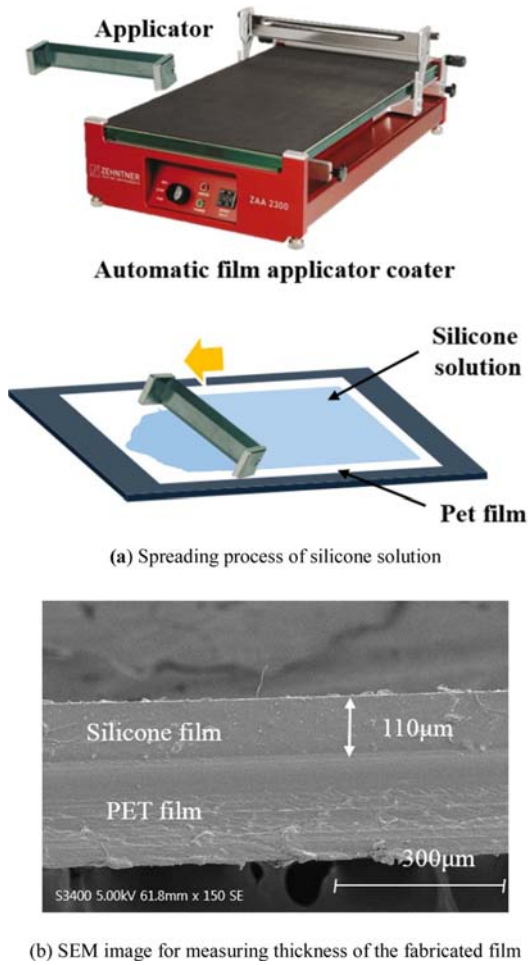 Applicator
ZEHNTNER
ZAA 2300
Automatic film applicator coater
Silicone
solution
Pet film
(a) Spreading process of silicone solution
Silicone film
110μm
PET film
300μm
S3400 5.00kV 61.8mm x 150 SE
(b) SEM image for measuring thickness of the fabricated film